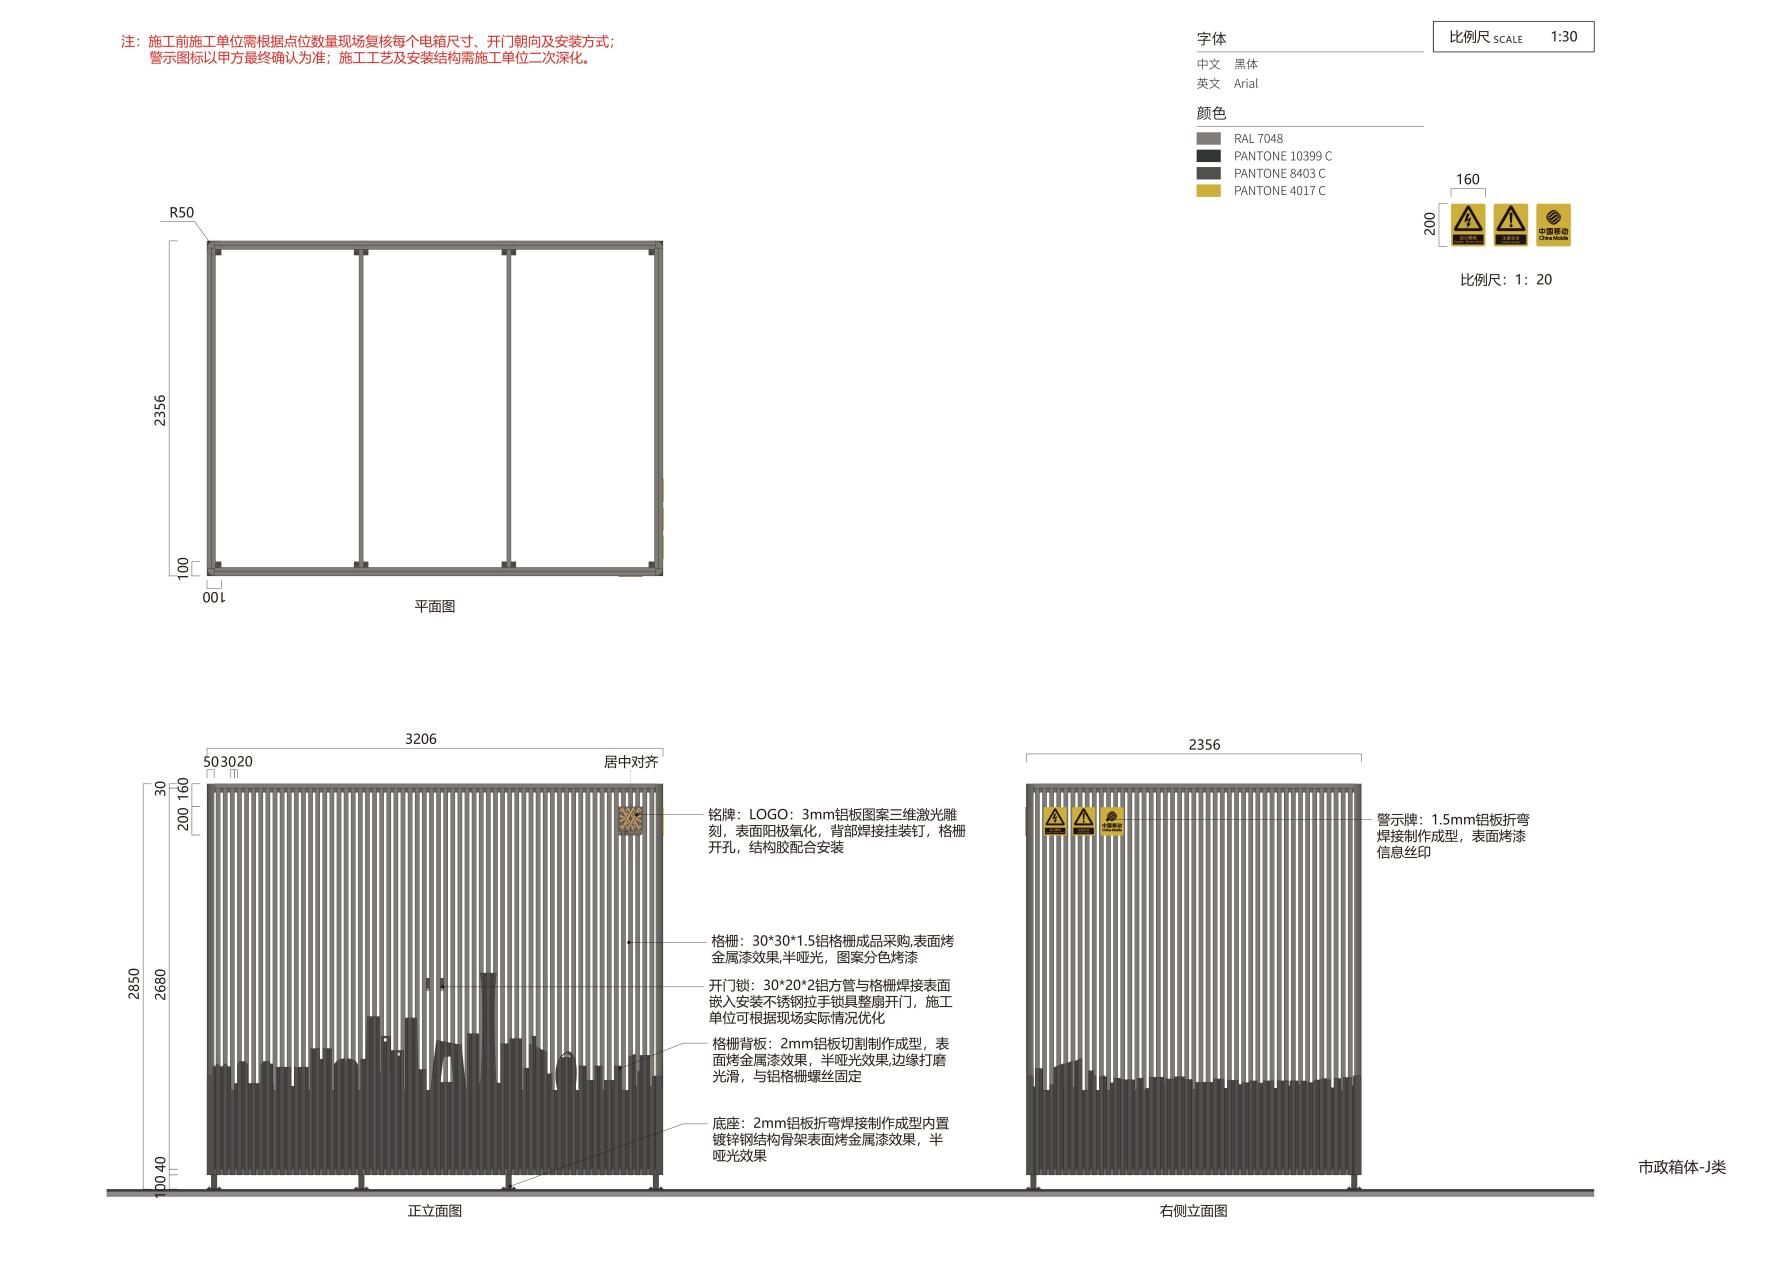 注：施工前施工单位需根据点位数量现场复核每个电箱尺寸、开门朝向及安装方式；
警示图标以甲方最终确认为准；施工工艺及安装结构需施工单位二次深化。
字体
中文 黑体
英文 Arial
颜色
RAL 7048
PANTONE 10399 C
PANTONE 8403 C
PANTONE 4017 C
比例尺 SCALE 1:30
160
200
中国移动
China Mobile
比例尺：1：20
R50
2356
100
100
平面图
3206
50 30 20
居中对齐
30
160
200
2850
2680
40
100
铭牌：LOGO：3mm铝板图案三维激光雕
刻，表面阳极氧化，背部焊接挂装钉，格栅
开孔，结构胶配合安装
格栅：30*30*1.5铝格栅成品采购,表面烤
金属漆效果,半哑光，图案分色烤漆
开门锁：30*20*2铝方管与格栅焊接表面
嵌入安装不锈钢拉手锁具整扇开门，施工
单位可根据现场实际情况优化
格栅背板：2mm铝板切割制作成型，表
面烤金属漆效果，半哑光效果,边缘打磨
光滑，与铝格栅螺丝固定
底座：2mm铝板折弯焊接制作成型内置
镀锌钢结构骨架表面烤金属漆效果，半
哑光效果
正立面图
2356
中国移动
警示牌：1.5mm铝板折弯
焊接制作成型，表面烤漆
信息丝印
右侧立面图
市政箱体-J类